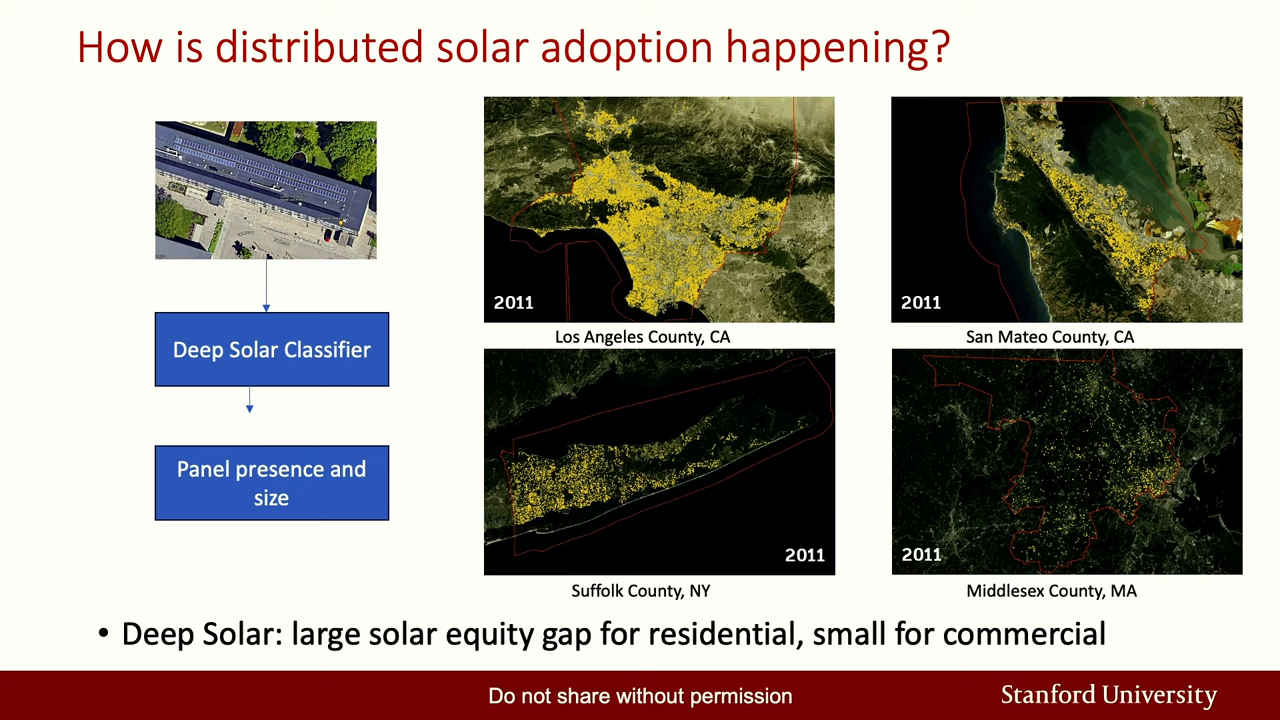 How is distributed solar adoption happening?
Deep Solar Classifier
Panel presence and
size
2011
Los Angeles County, CA
2011
San Mateo County, CA
2011
Suffolk County, NY
2011
Middlesex County, MA
• Deep Solar: large solar equity gap for residential, small for commercial
Do not share without permission
Stanford University